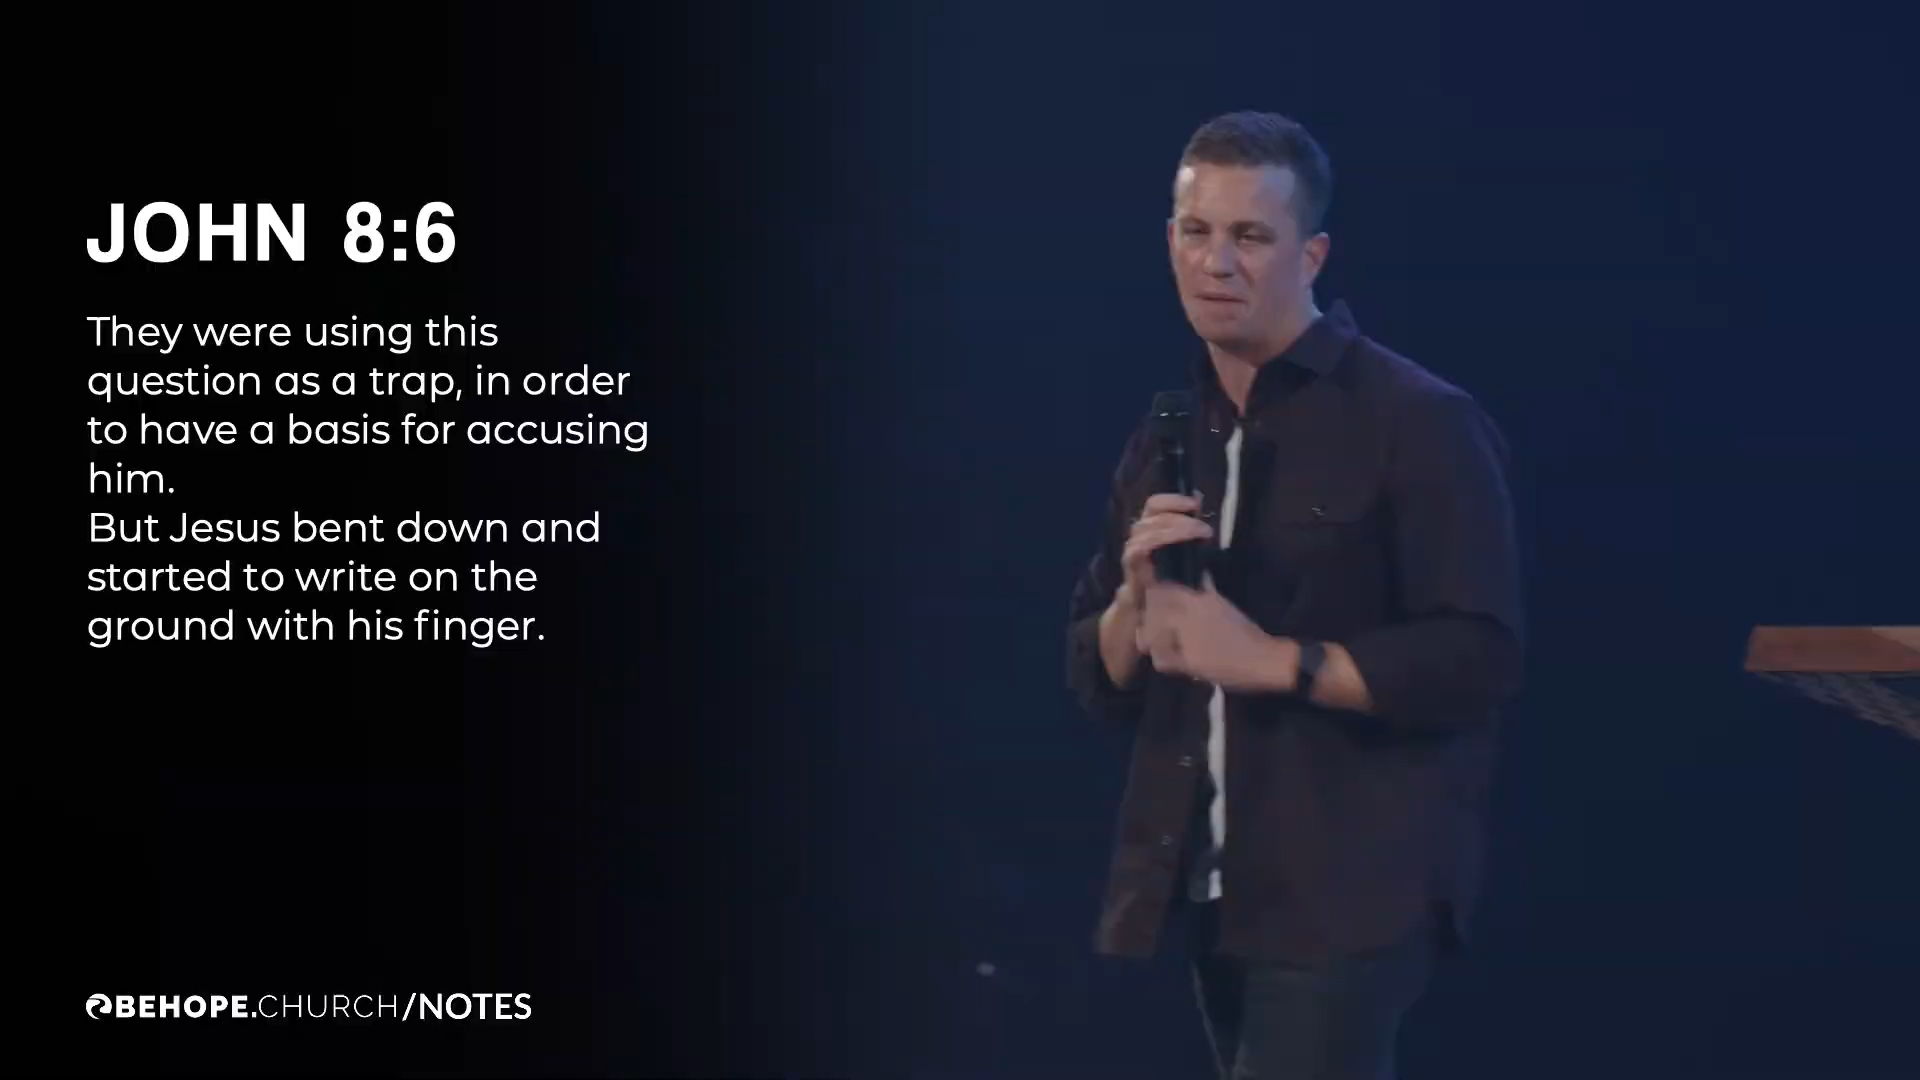 JOHN 8:6
They were using this
question as a trap, in order
to have a basis for accusing
him.
But Jesus bent down and
started to write on the
ground with his finger.
BEHOPE.CHURCH/NOTES